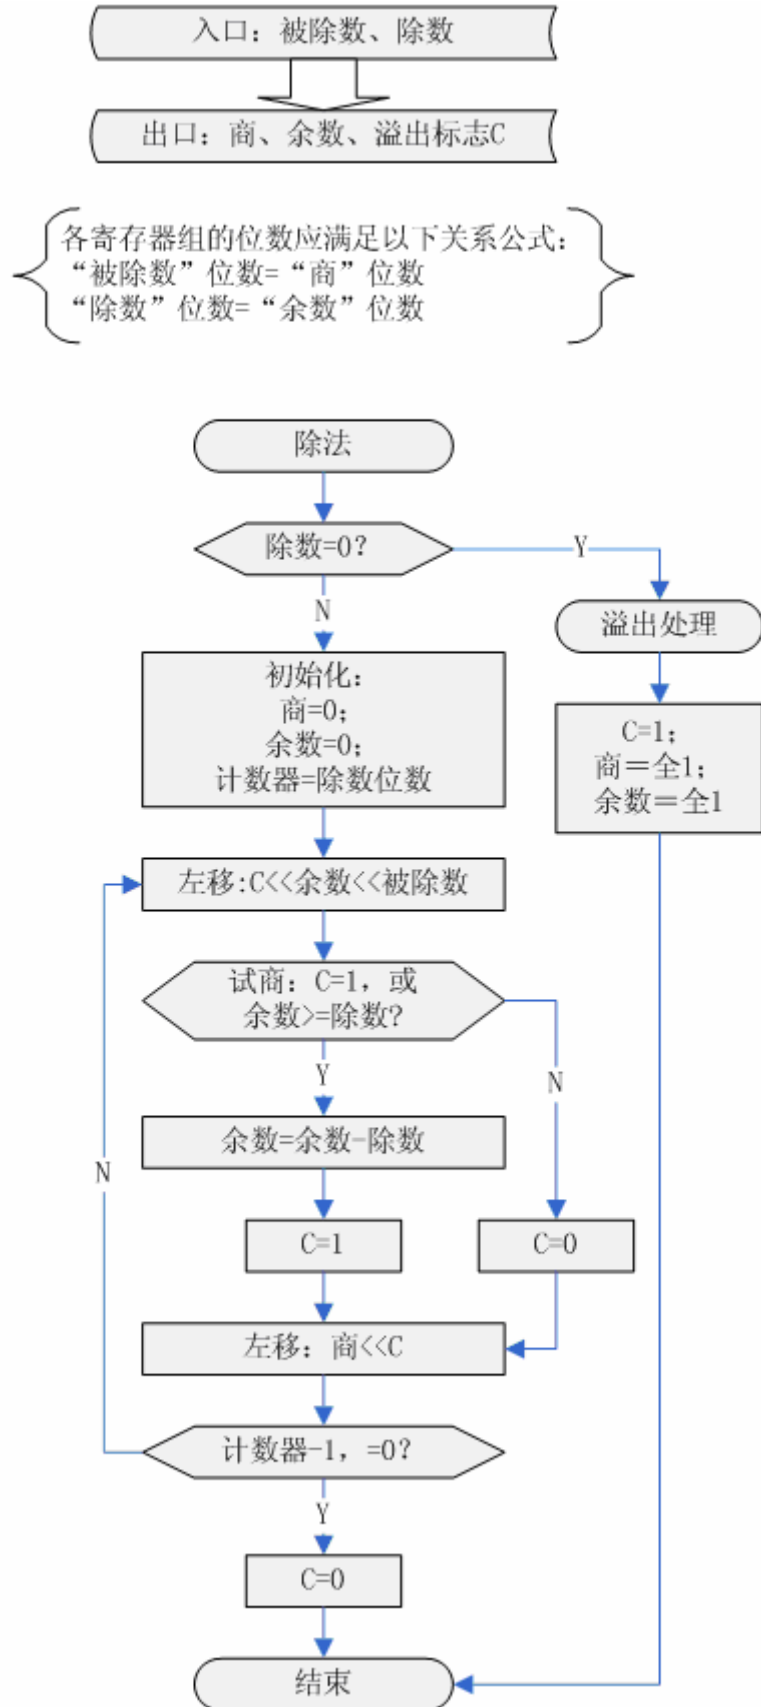 入口：被除数、除数
出口：商、余数、溢出标志C
各寄存器组的位数应满足以下关系公式：
“被除数”位数=“商”位数
“除数”位数=“余数”位数
除法
除数=0？
Y
N
溢出处理
初始化：
商=0；
余数=0；
计数器=除数位数
C=1；
商＝全1；
余数＝全1
左移:C<<余数<<被除数
试商：C=1，或
余数>=除数？
Y
N
余数=余数-除数
N
C=1
C=0
左移：商<<C
计数器-1，=0？
Y
C=0
结束